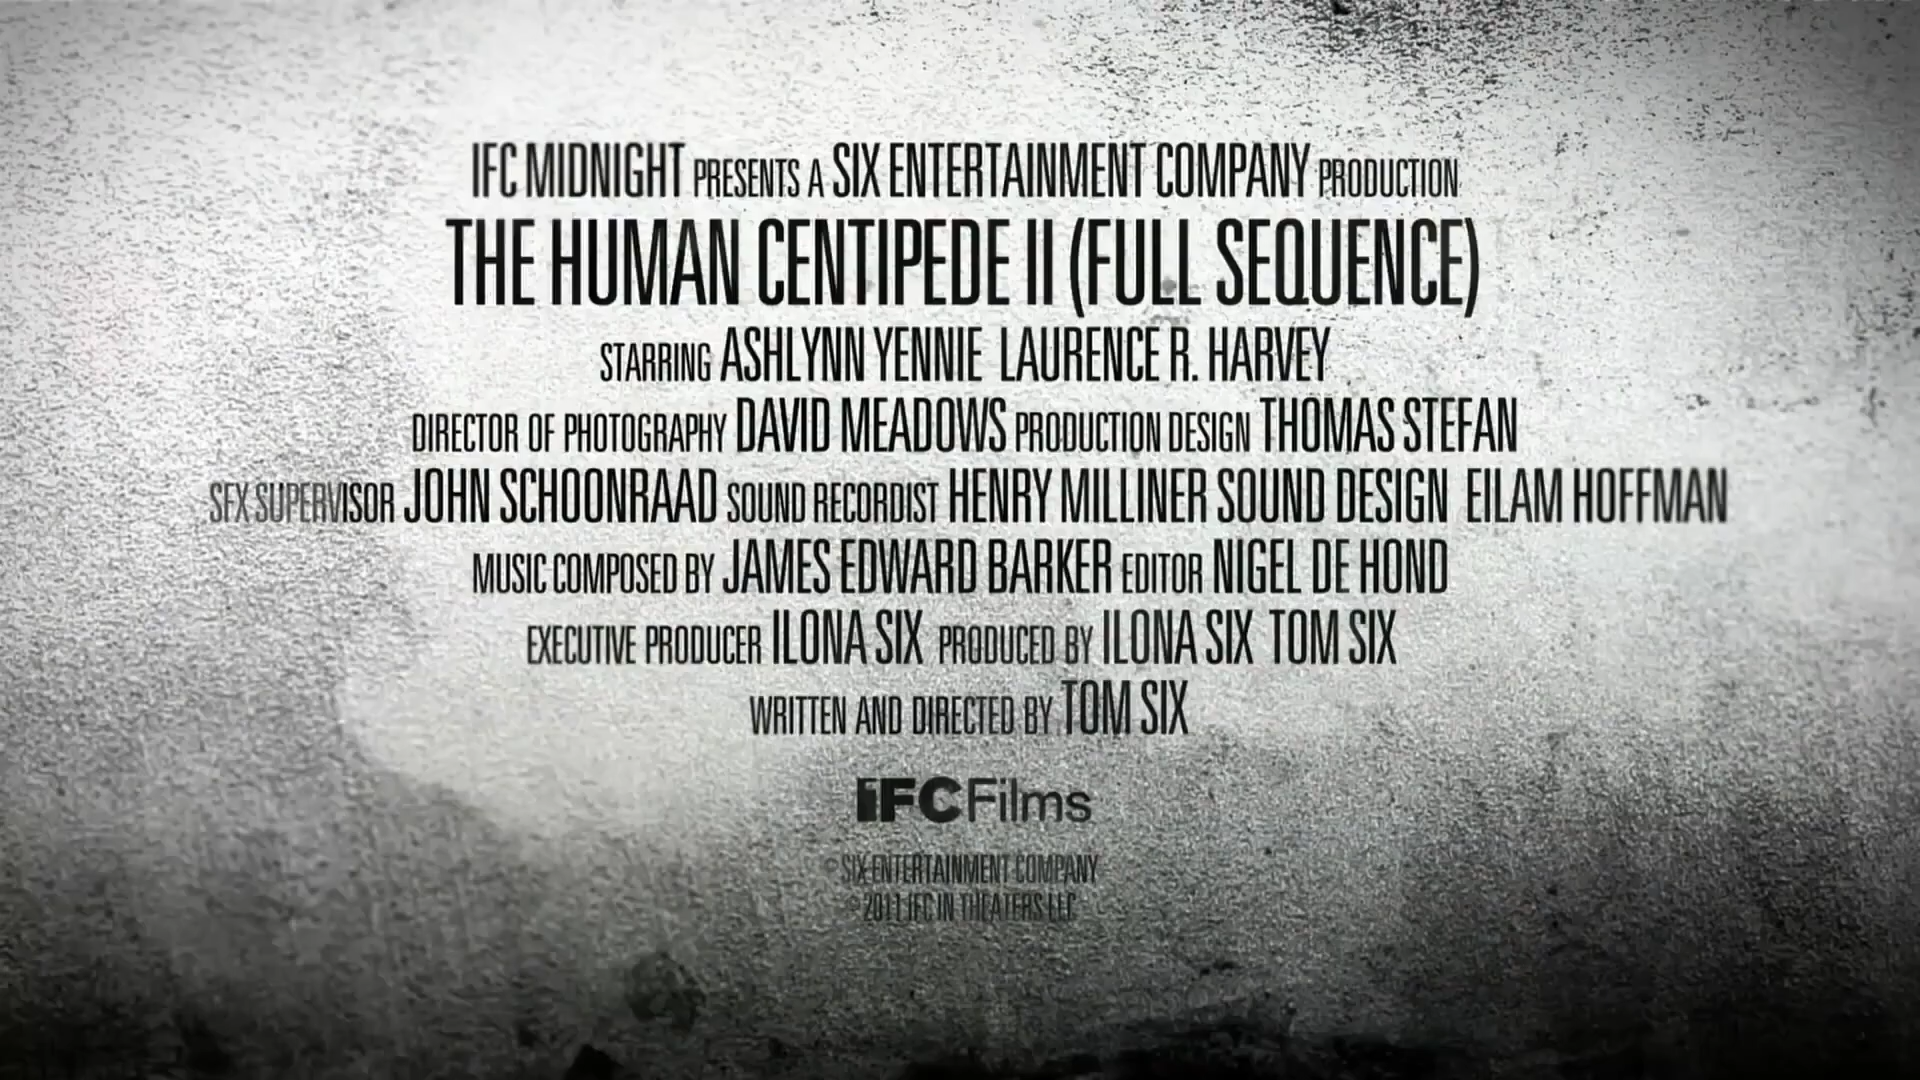 IFC MIDNIGHT PRESENTS A SIX ENTERTAINMENT COMPANY PRODUCTION
THE HUMAN CENTIPEDE II (FULL SEQUENCE)
STARRING ASHLYNN YENNIE LAURENCE R. HARVEY
DIRECTOR OF PHOTOGRAPHY DAVID MEADOWS PRODUCTION DESIGN THOMAS STEFAN
SFX SUPERVISOR JOHN SCHOONRAAD SOUND RECORDIST HENRY MILLINER SOUND DESIGN EILAM HOFFMAN
MUSIC COMPOSED BY JAMES EDWARD BARKER EDITOR NIGEL DE HOND
EXECUTIVE PRODUCER ILONA SIX PRODUCED BY ILONA SIX TOM SIX
WRITTEN AND DIRECTED BY TOM SIX
IFC Films
© SIX ENTERTAINMENT COMPANY
© 2011 IFC IN THEATERS LLC